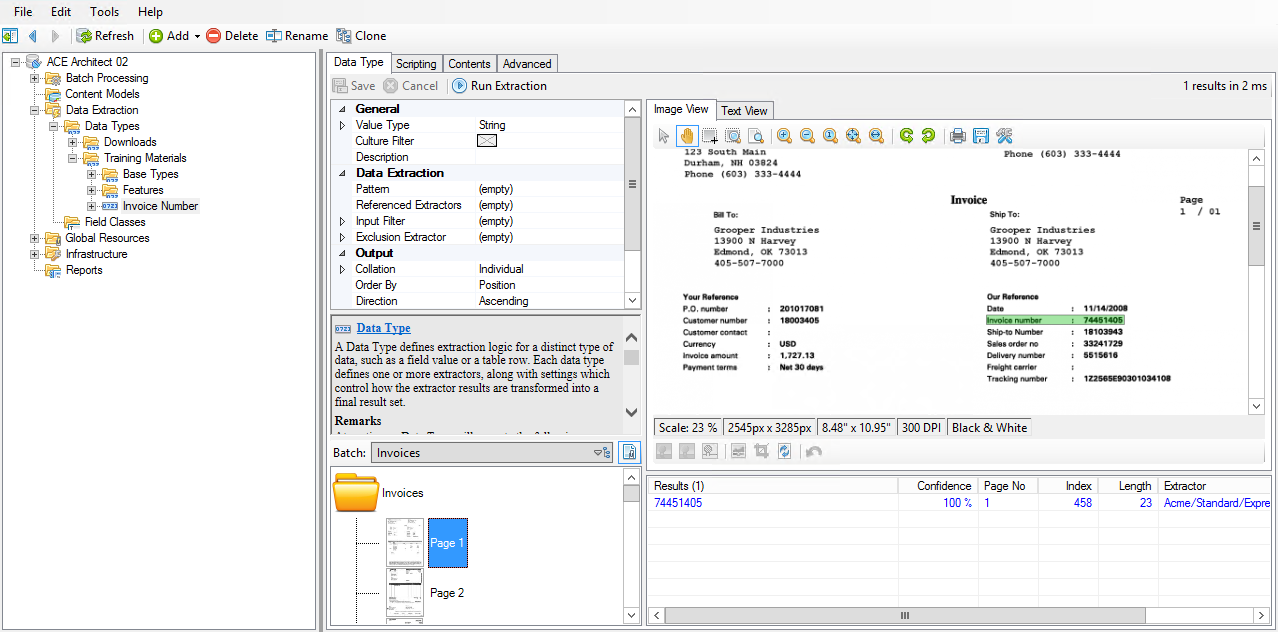 File Edit Tools Help
Refresh Add Delete Rename Clone
ACE Architect 02
Batch Processing
Content Models
Data Extraction
Data Types
Downloads
Training Materials
Base Types
Features
Invoice Number
Field Classes
Global Resources
Infrastructure
Reports
Data Type Scripting Contents Advanced
Save Cancel Run Extraction 1 results in 2 ms
General
Value Type String
Culture Filter
Description
Data Extraction
Pattern (empty)
Referenced Extractors (empty)
Input Filter (empty)
Exclusion Extractor (empty)
Output
Collation Individual
Order By Position
Direction Ascending
Data Type
A Data Type defines extraction logic for a distinct type of
data, such as a field value or a table row. Each data type
defines one or more extractors, along with settings which
control how the extractor results are transformed into a
final result set.
Remarks
Batch: Invoices
Invoices
Page 1
Page 2
Image View Text View
123 South Main Phone (603) 333-4444
Durham, NH 03824
Phone (603) 333-4444
Invoice Page
1 / 01
Bill To: Ship To:
Grooper Industries Grooper Industries
13900 N Harvey 13900 N Harvey
Edmond, OK 73013 Edmond, OK 73013
405-507-7000 405-507-7000
Your Reference Our Reference
P.O. number : 201017081 Date : 11/14/2008
Customer number : 18003405 Invoice number : 74451405
Customer contact : Ship-to Number : 18103943
Currency : USD Sales order no : 33241729
Invoice amount : 1,727.13 Delivery number : 5515616
Payment terms : Net 30 days Freight carrier :
Tracking number : 1Z2565E90301034108
Scale: 23 % 2545px x 3285px 8.48" x 10.95" 300 DPI Black & White
Results (1) Confidence Page No Index Length Extractor
74451405 100 % 1 458 23 Acme/Standard/Expre